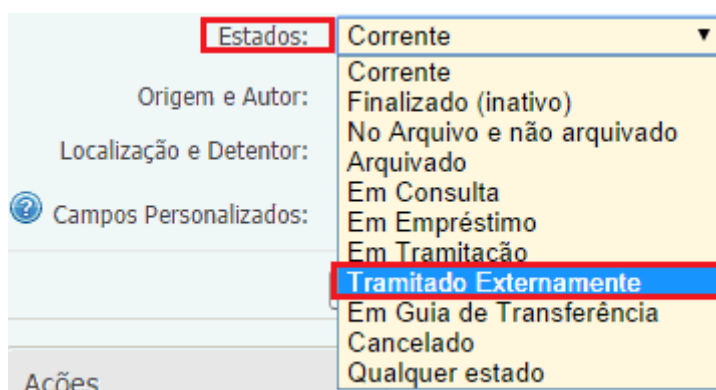 Estados: Corrente
Corrente
Origem e Autor: Finalizado (inativo)
No Arquivo e não arquivado
Localização e Detentor: Arquivado
Em Consulta
Campos Personalizados: Em Empréstimo
Em Tramitação
Tramitado Externamente
Em Guia de Transferência
Cancelado
Ações Qualquer estado